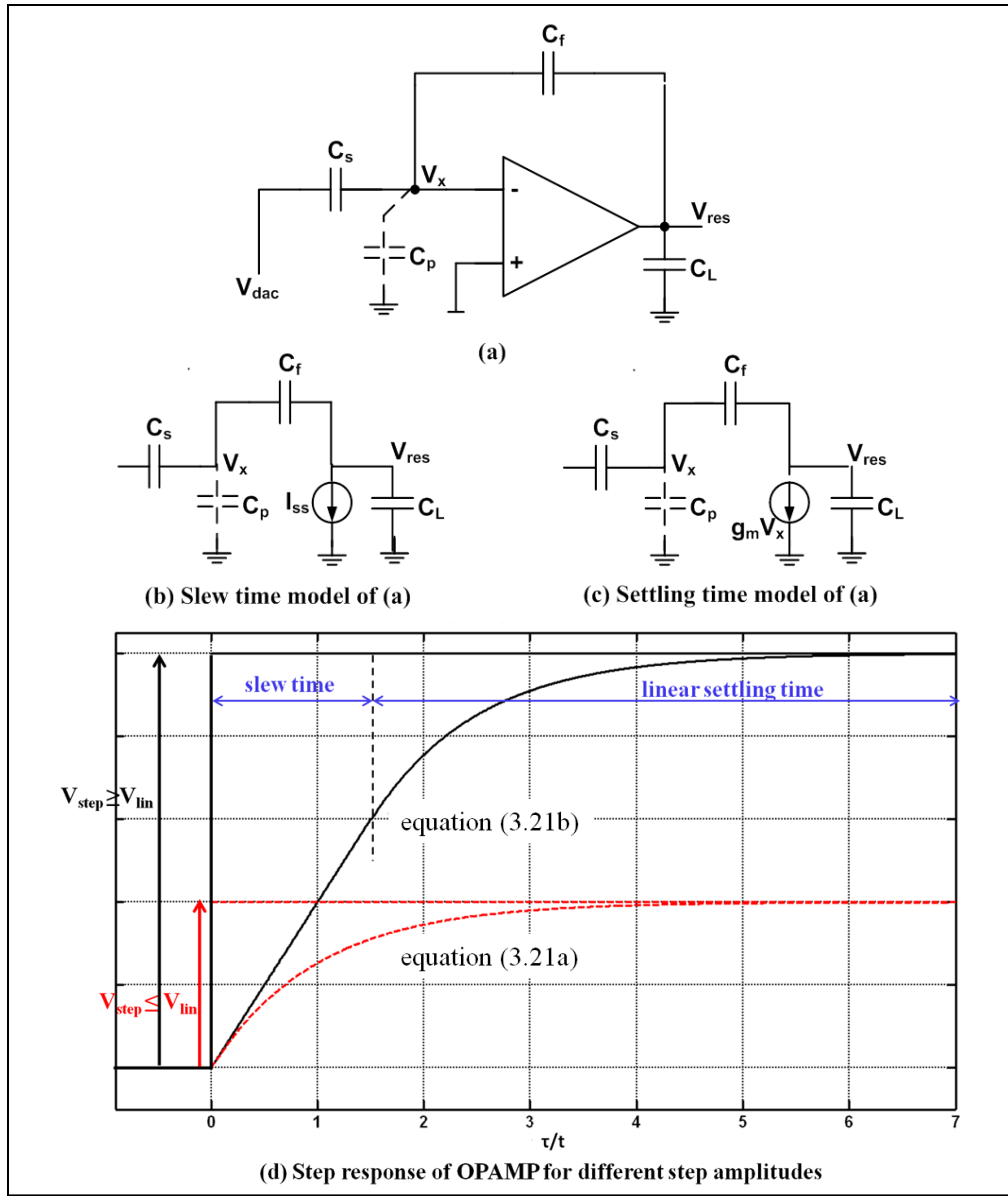 Cf
Cs
Vx
-
Vres
Cp
+
CL
Vdac
(a)
Cf
Cf
Cs
Vx
Vres
Cs
Vx
Vres
Cp
Iss
CL
Cp
gmVx
CL
(b) Slew time model of (a)
(c) Settling time model of (a)
slew time
linear settling time
Vstep ≥ Vlin
equation (3.21b)
equation (3.21a)
Vstep ≤ Vlin
0 1 2 3 4 5 6 7
τ/t
(d) Step response of OPAMP for different step amplitudes